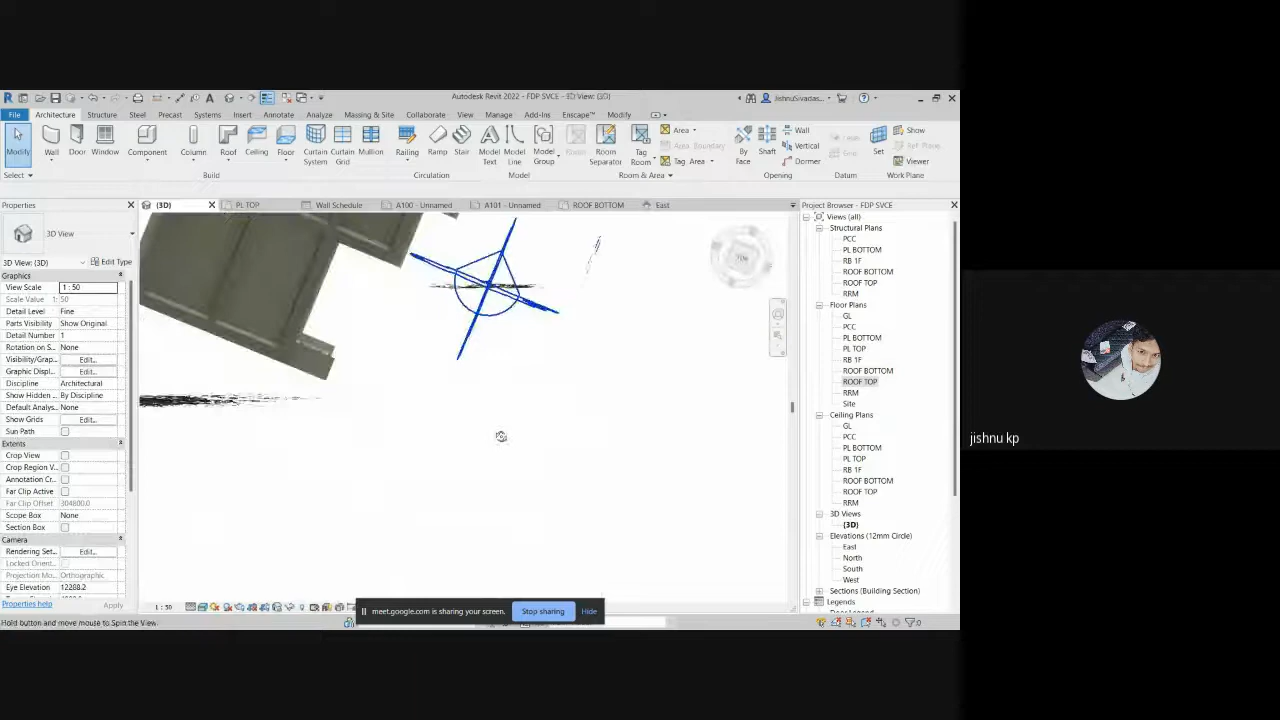 Autodesk Revit 2022 - FDP SVCE - 3D View: {3D}
JishnuSivadas...
File Architecture Structure Steel Precast Systems Insert Annotate Analyze Massing & Site Collaborate View Manage Add-Ins Enscape™ Modify
Modify Wall Door Window Component Column Roof Ceiling Floor Curtain System Curtain Grid Mullion Railing Ramp Stair Model Text Model Line Model Group Room Room Separator Tag Room
Area
Area Boundary
Tag Area
By Face Shaft Wall
Vertical
Dormer
Set Show
Ref Plane
Viewer
Select Build Circulation Model Room & Area Opening Datum Work Plane
Properties
{3D} PL TOP Wall Schedule A100 - Unnamed A101 - Unnamed ROOF BOTTOM East
Project Browser - FDP SVCE
3D View
3D View: {3D} Edit Type
Graphics
View Scale 1 : 50
Scale Value 1: 50
Detail Level Fine
Parts Visibility Show Original
Detail Number 1
Rotation on S... None
Visibility/Grap... Edit...
Graphic Displ... Edit...
Discipline Architectural
Show Hidden ... By Discipline
Default Analys... None
Show Grids Edit...
Sun Path
Extents
Crop View
Crop Region V...
Annotation Cr...
Far Clip Active
Far Clip Offset 304800.0
Scope Box None
Section Box
Camera
Rendering Set... Edit...
Locked Orient...
Projection Mo... Orthographic
Eye Elevation 12288.2
Properties help Apply
TOP
Views (all)
Structural Plans
PCC
PL BOTTOM
RB 1F
ROOF BOTTOM
ROOF TOP
RRM
Floor Plans
GL
PCC
PL BOTTOM
PL TOP
RB 1F
ROOF BOTTOM
ROOF TOP
RRM
Site
Ceiling Plans
GL
PCC
PL BOTTOM
PL TOP
RB 1F
ROOF BOTTOM
ROOF TOP
RRM
3D Views
{3D}
Elevations (12mm Circle)
East
North
South
West
Sections (Building Section)
Legends
1 : 50
meet.google.com is sharing your screen. Stop sharing Hide
Hold button and move mouse to Spin the View.
:0
jishnu kp